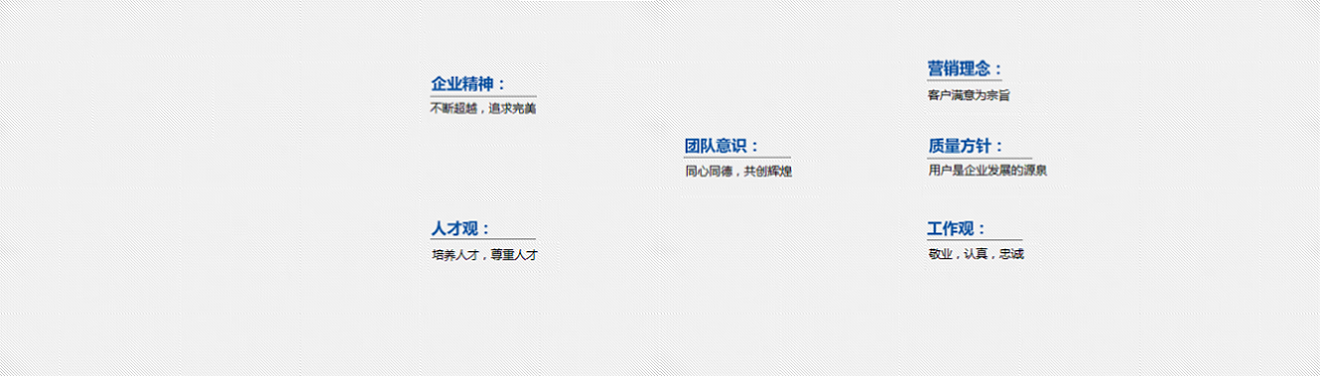 企业精神：
不断超越，追求完美
人才观：
培养人才，尊重人才
团队意识：
同心同德，共创辉煌
营销理念：
客户满意为宗旨
质量方针：
用户是企业发展的源泉
工作观：
敬业，认真，忠诚